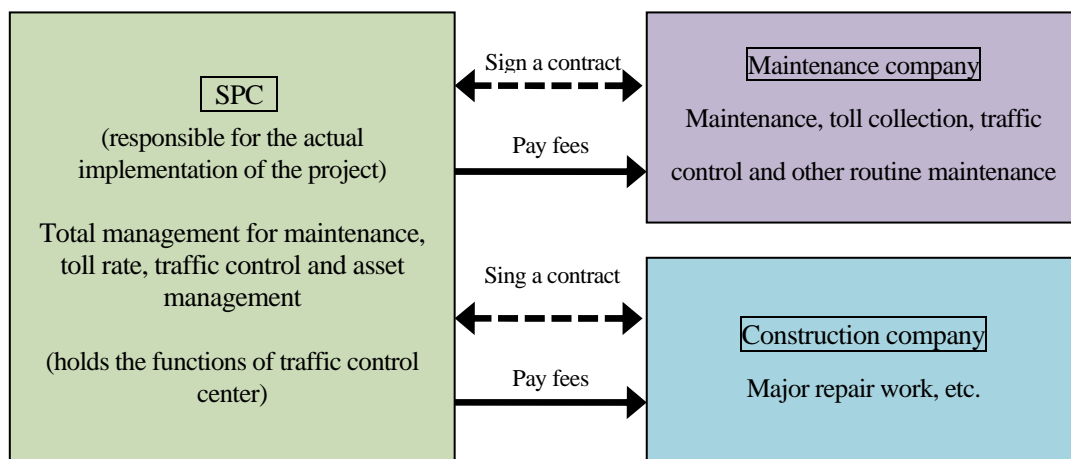 SPC
(responsible for the actual
implementation of the project)
Total management for maintenance,
toll rate, traffic control and asset
management
(holds the functions of traffic control
center)
Sign a contract
Pay fees
Maintenance company
Maintenance, toll collection, traffic
control and other routine maintenance
Sing a contract
Pay fees
Construction company
Major repair work, etc.